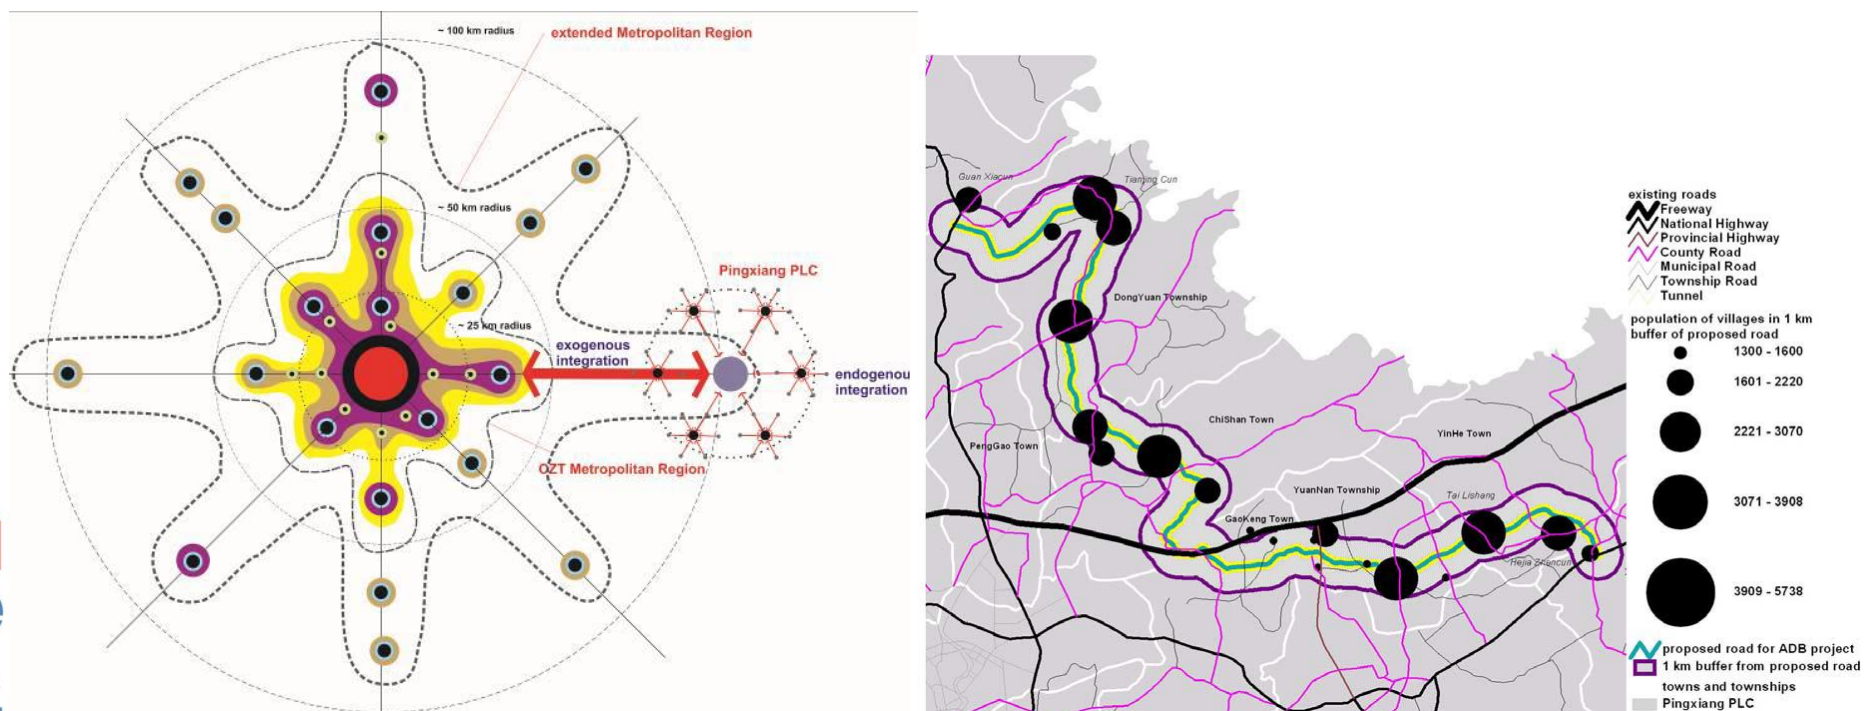 ~ 100 km radius
extended Metropolitan Region
~ 50 km radius
Pingxiang PLC
~ 25 km radius
exogenous
integration
endogenou
integration
OZT Metropolitan Region
Guan Xiacun
Tianjing Cun
DongYuan Township
ChiShan Town
PengGao Town
YinHe Town
YuanNan Township
Tai Lishang
GaoKeng Town
Hejia Shencun
existing roads
Freeway
National Highway
Provincial Highway
County Road
Municipal Road
Township Road
Tunnel
population of villages in 1 km
buffer of proposed road
1300 - 1600
1601 - 2220
2221 - 3070
3071 - 3908
3909 - 5738
proposed road for ADB project
1 km buffer from proposed road
towns and townships
Pingxiang PLC